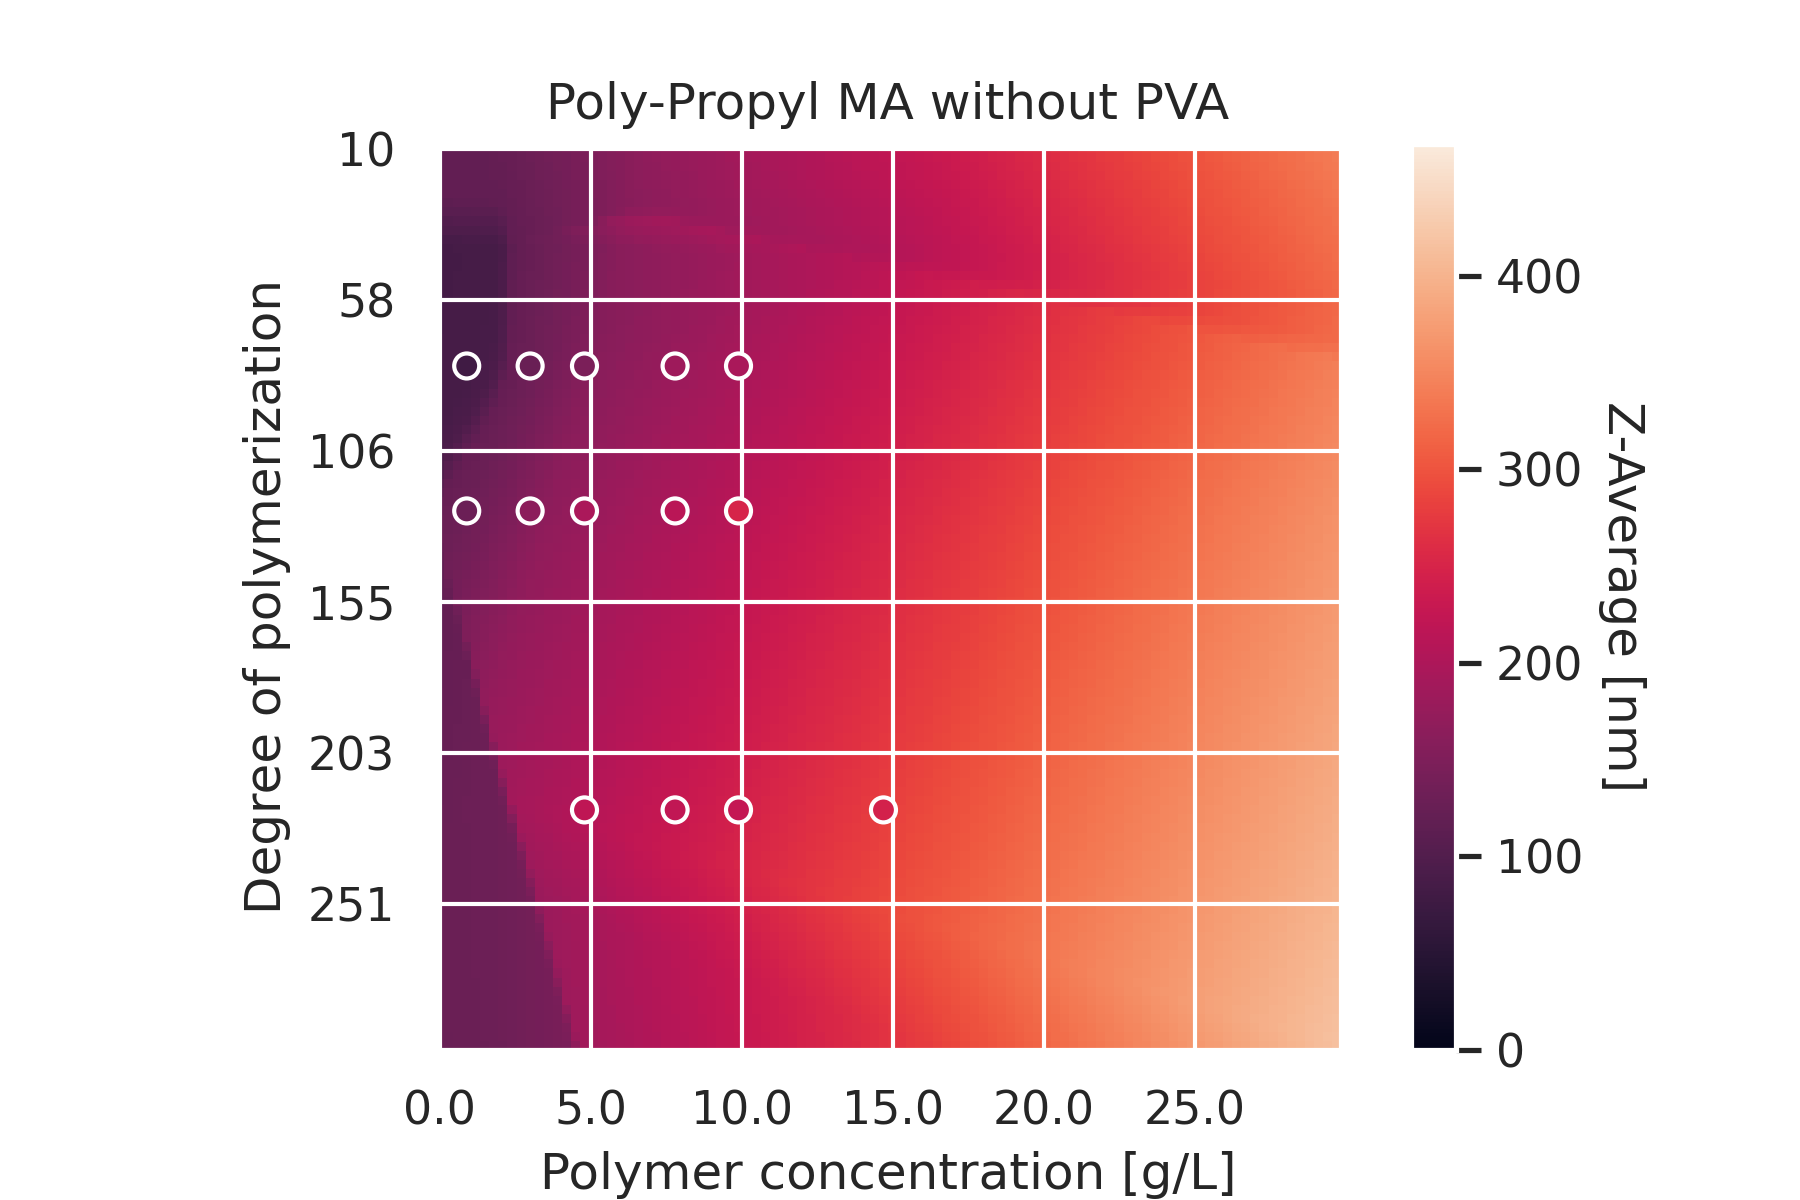 Poly-Propyl MA without PVA
10
58
106
155
203
251
Degree of polymerization
0.0 5.0 10.0 15.0 20.0 25.0
Polymer concentration [g/L]
400
300
200
100
0
Z-Average [nm]